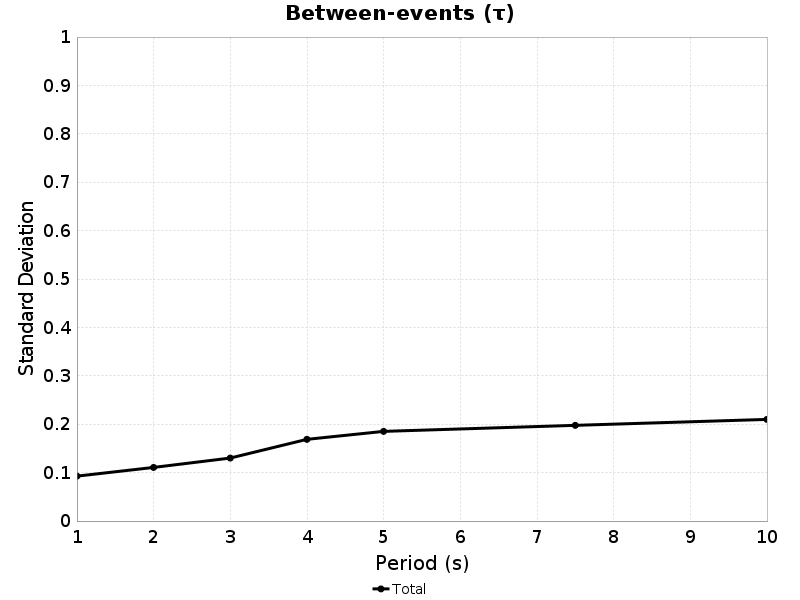 Between-events (τ)
1
0.9
0.8
0.7
0.6
0.5
0.4
0.3
0.2
0.1
0
Standard Deviation
1 2 3 4 5 6 7 8 9 10
Period (s)
Total